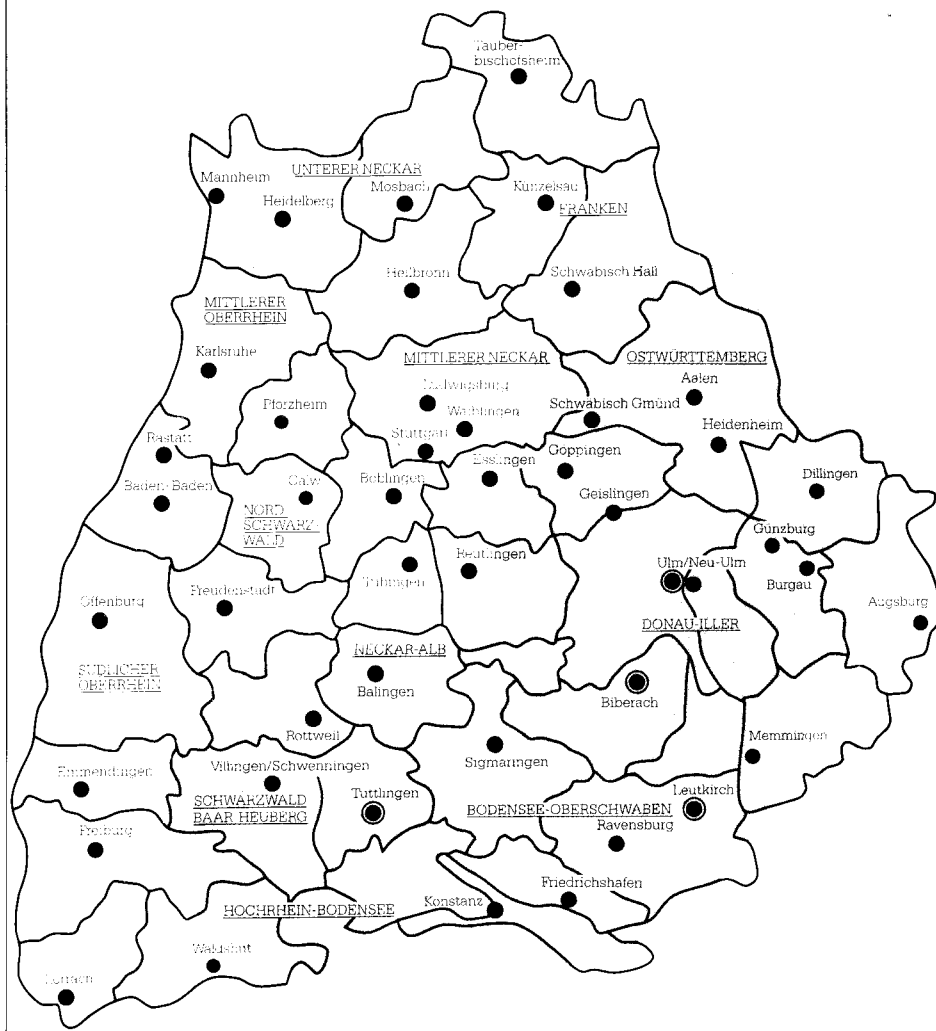 Tauber-
bischofsheim
UNTERER NECKAR
Mannheim
Mosbach
Heidelberg
Künzelsau
FRANKEN
Heilbronn
Schwäbisch Hall
MITTLERER
OBERRHEIN
Karlsruhe
MITTLERER NECKAR
OSTWÜRTTEMBERG
Ludwigsburg
Aalen
Pforzheim
Waiblingen
Schwäbisch Gmünd
Stuttgart
Heidenheim
Rastatt
Esslingen
Göppingen
Baden-Baden
Calw
Böblingen
Dillingen
Geislingen
NORD
SCHWARZ-
WALD
Günzburg
Reutlingen
Ulm/Neu-Ulm
Tübingen
Burgau
Offenburg
Freudenstadt
Augsburg
DONAU-ILLER
NECKAR-ALB
SÜDLICHER
OBERRHEIN
Balingen
Biberach
Rottweil
Memmingen
Emmendingen
Villingen/Schwenningen
Sigmaringen
Tuttlingen
Leutkirch
SCHWARZWALD
BAAR HEUBERG
BODENSEE-OBERSCHWABEN
Ravensburg
Freiburg
Friedrichshafen
Konstanz
HOCHRHEIN-BODENSEE
Waldshut
Lörrach